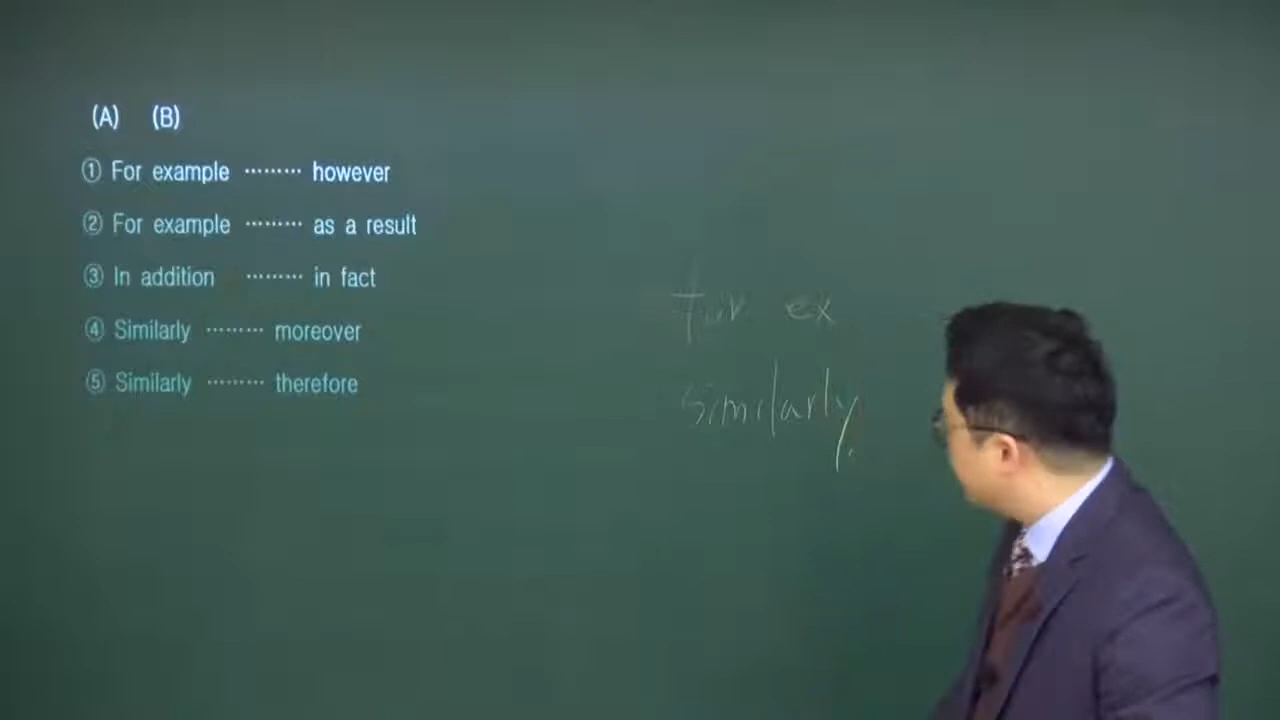 (A) (B)
① For example ········· however
② For example ········· as a result
③ In addition ········· in fact
④ Similarly ········· moreover
⑤ Similarly ········· therefore
for ex
similarly